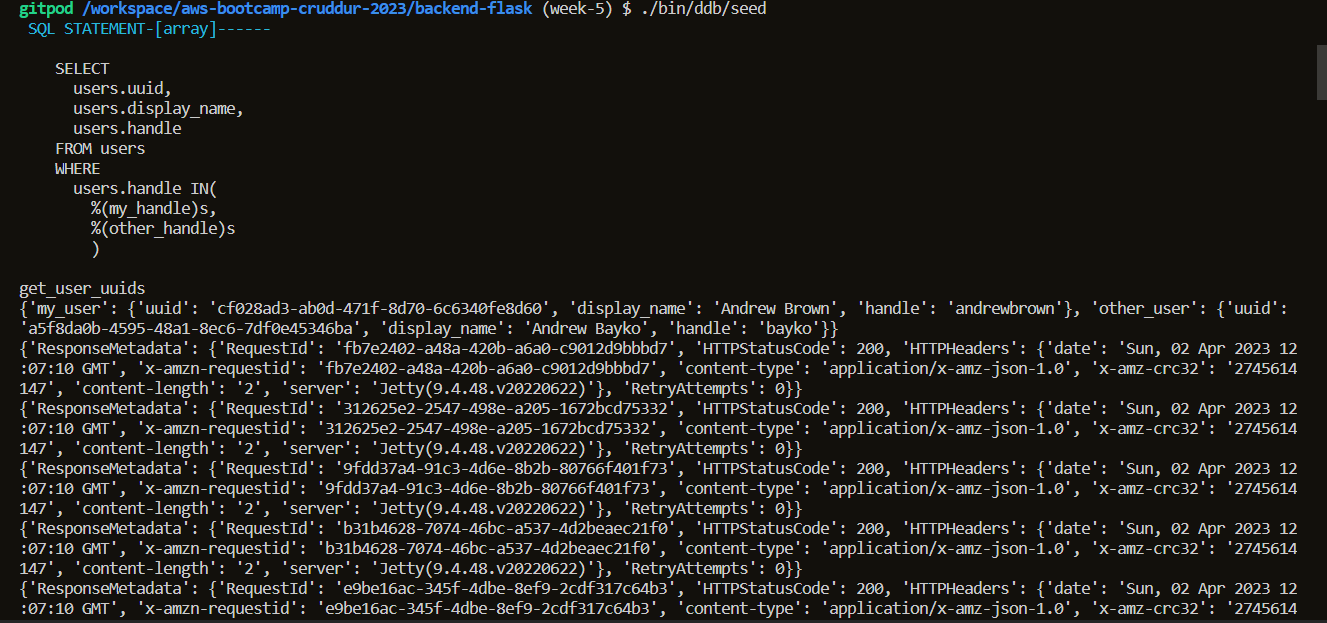 gitpod /workspace/aws-bootcamp-cruddur-2023/backend-flask (week-5) $ ./bin/ddb/seed
SQL STATEMENT-[array]------
SELECT
users.uuid,
users.display_name,
users.handle
FROM users
WHERE
users.handle IN(
%(my_handle)s,
%(other_handle)s
)
get_user_uuids
{'my_user': {'uuid': 'cf028ad3-ab0d-471f-8d70-6c6340fe8d60', 'display_name': 'Andrew Brown', 'handle': 'andrewbrown'}, 'other_user': {'uuid':
'a5f8da0b-4595-48a1-8ec6-7df0e45346ba', 'display_name': 'Andrew Bayko', 'handle': 'bayko'}}
{'ResponseMetadata': {'RequestId': 'fb7e2402-a48a-420b-a6a0-c9012d9bbbd7', 'HTTPStatusCode': 200, 'HTTPHeaders': {'date': 'Sun, 02 Apr 2023 12
:07:10 GMT', 'x-amzn-requestid': 'fb7e2402-a48a-420b-a6a0-c9012d9bbbd7', 'content-type': 'application/x-amz-json-1.0', 'x-amz-crc32': '2745614
147', 'content-length': '2', 'server': 'Jetty(9.4.48.v20220622)'}, 'RetryAttempts': 0}}
{'ResponseMetadata': {'RequestId': '312625e2-2547-498e-a205-1672bcd75332', 'HTTPStatusCode': 200, 'HTTPHeaders': {'date': 'Sun, 02 Apr 2023 12
:07:10 GMT', 'x-amzn-requestid': '312625e2-2547-498e-a205-1672bcd75332', 'content-type': 'application/x-amz-json-1.0', 'x-amz-crc32': '2745614
147', 'content-length': '2', 'server': 'Jetty(9.4.48.v20220622)'}, 'RetryAttempts': 0}}
{'ResponseMetadata': {'RequestId': '9fdd37a4-91c3-4d6e-8b2b-80766f401f73', 'HTTPStatusCode': 200, 'HTTPHeaders': {'date': 'Sun, 02 Apr 2023 12
:07:10 GMT', 'x-amzn-requestid': '9fdd37a4-91c3-4d6e-8b2b-80766f401f73', 'content-type': 'application/x-amz-json-1.0', 'x-amz-crc32': '2745614
147', 'content-length': '2', 'server': 'Jetty(9.4.48.v20220622)'}, 'RetryAttempts': 0}}
{'ResponseMetadata': {'RequestId': 'b31b4628-7074-46bc-a537-4d2beaec21f0', 'HTTPStatusCode': 200, 'HTTPHeaders': {'date': 'Sun, 02 Apr 2023 12
:07:10 GMT', 'x-amzn-requestid': 'b31b4628-7074-46bc-a537-4d2beaec21f0', 'content-type': 'application/x-amz-json-1.0', 'x-amz-crc32': '2745614
147', 'content-length': '2', 'server': 'Jetty(9.4.48.v20220622)'}, 'RetryAttempts': 0}}
{'ResponseMetadata': {'RequestId': 'e9be16ac-345f-4dbe-8ef9-2cdf317c64b3', 'HTTPStatusCode': 200, 'HTTPHeaders': {'date': 'Sun, 02 Apr 2023 12
:07:10 GMT', 'x-amzn-requestid': 'e9be16ac-345f-4dbe-8ef9-2cdf317c64b3', 'content-type': 'application/x-amz-json-1.0', 'x-amz-crc32': '2745614